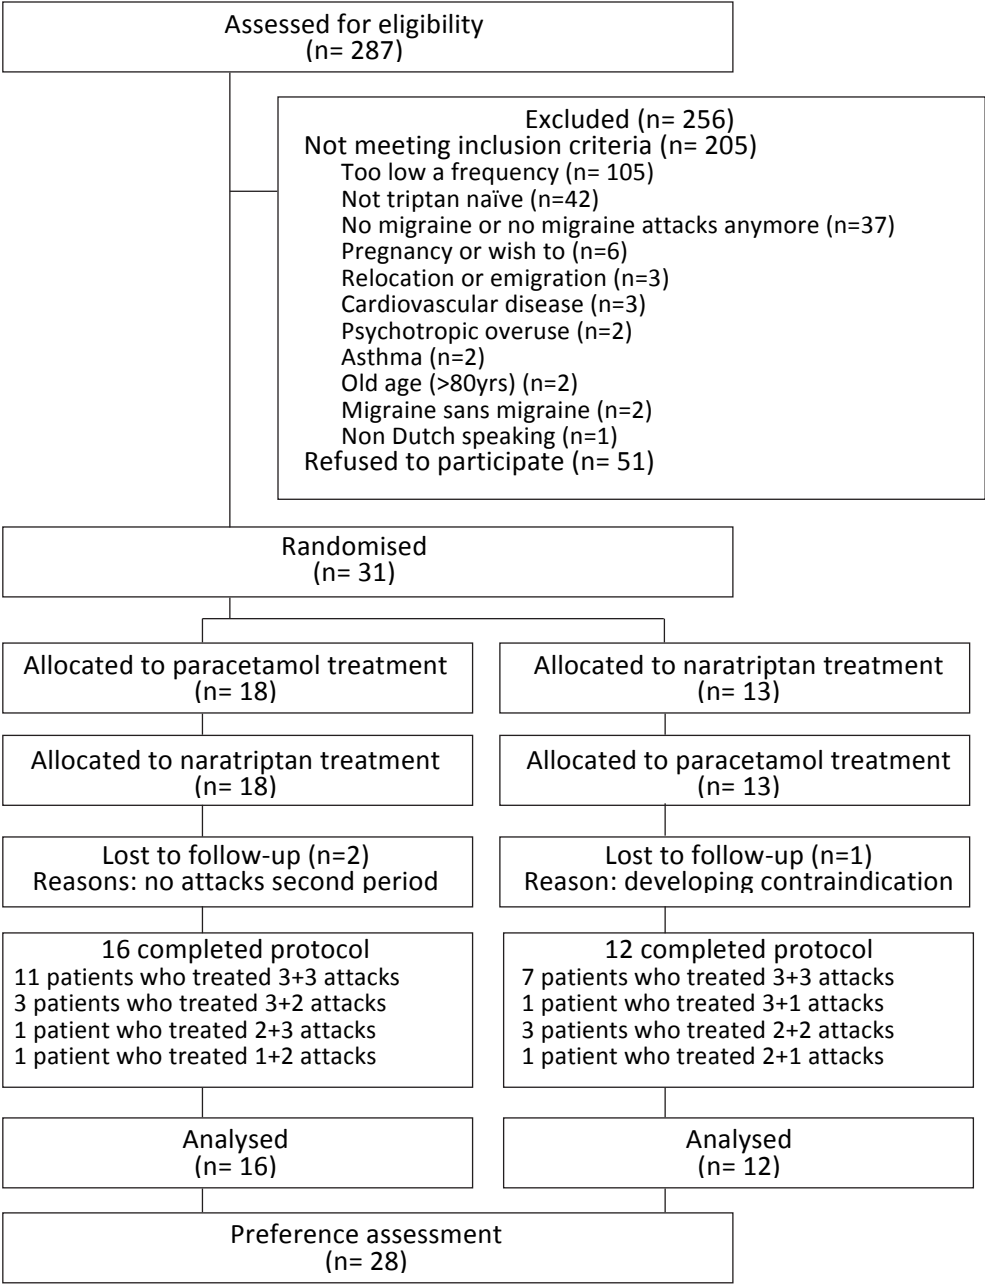 Assessed for eligibility
(n= 287)
Excluded (n= 256)
Not meeting inclusion criteria (n= 205)
Too low a frequency (n= 105)
Not triptan naïve (n=42)
No migraine or no migraine attacks anymore (n=37)
Pregnancy or wish to (n=6)
Relocation or emigration (n=3)
Cardiovascular disease (n=3)
Psychotropic overuse (n=2)
Asthma (n=2)
Old age (>80yrs) (n=2)
Migraine sans migraine (n=2)
Non Dutch speaking (n=1)
Refused to participate (n= 51)
Randomised
(n= 31)
Allocated to paracetamol treatment
(n= 18)
Allocated to naratriptan treatment
(n= 13)
Allocated to naratriptan treatment
(n= 18)
Allocated to paracetamol treatment
(n= 13)
Lost to follow-up (n=2)
Reasons: no attacks second period
Lost to follow-up (n=1)
Reason: developing contraindication
16 completed protocol
11 patients who treated 3+3 attacks
3 patients who treated 3+2 attacks
1 patient who treated 2+3 attacks
1 patient who treated 1+2 attacks
12 completed protocol
7 patients who treated 3+3 attacks
1 patient who treated 3+1 attacks
3 patients who treated 2+2 attacks
1 patient who treated 2+1 attacks
Analysed
(n= 16)
Analysed
(n= 12)
Preference assessment
(n= 28)